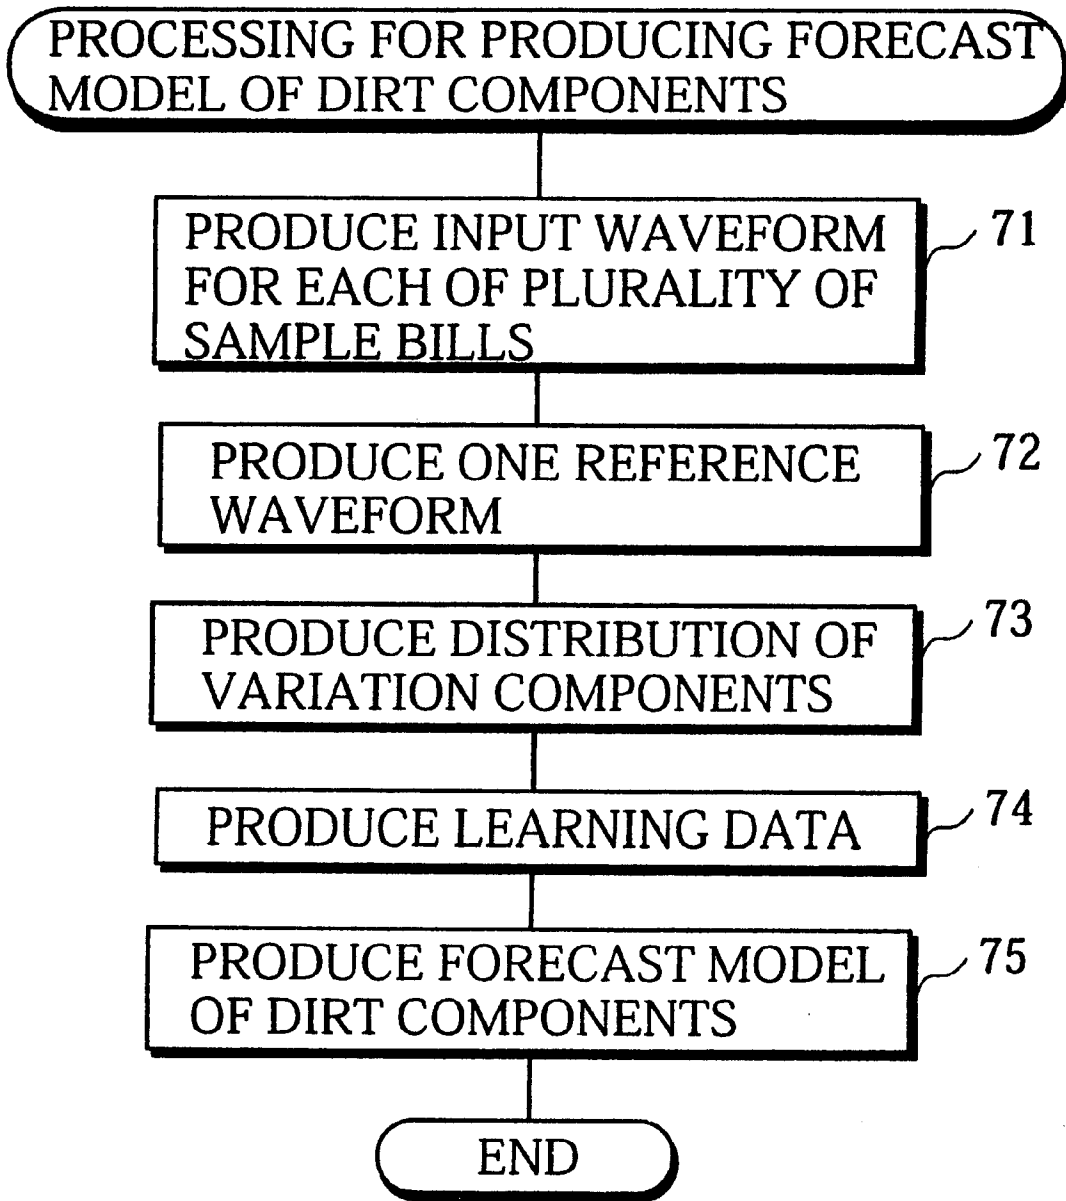 PROCESSING FOR PRODUCING FORECAST
MODEL OF DIRT COMPONENTS
PRODUCE INPUT WAVEFORM
FOR EACH OF PLURALITY OF
SAMPLE BILLS
71
PRODUCE ONE REFERENCE
WAVEFORM
72
PRODUCE DISTRIBUTION OF
VARIATION COMPONENTS
73
PRODUCE LEARNING DATA
74
PRODUCE FORECAST MODEL
OF DIRT COMPONENTS
75
END